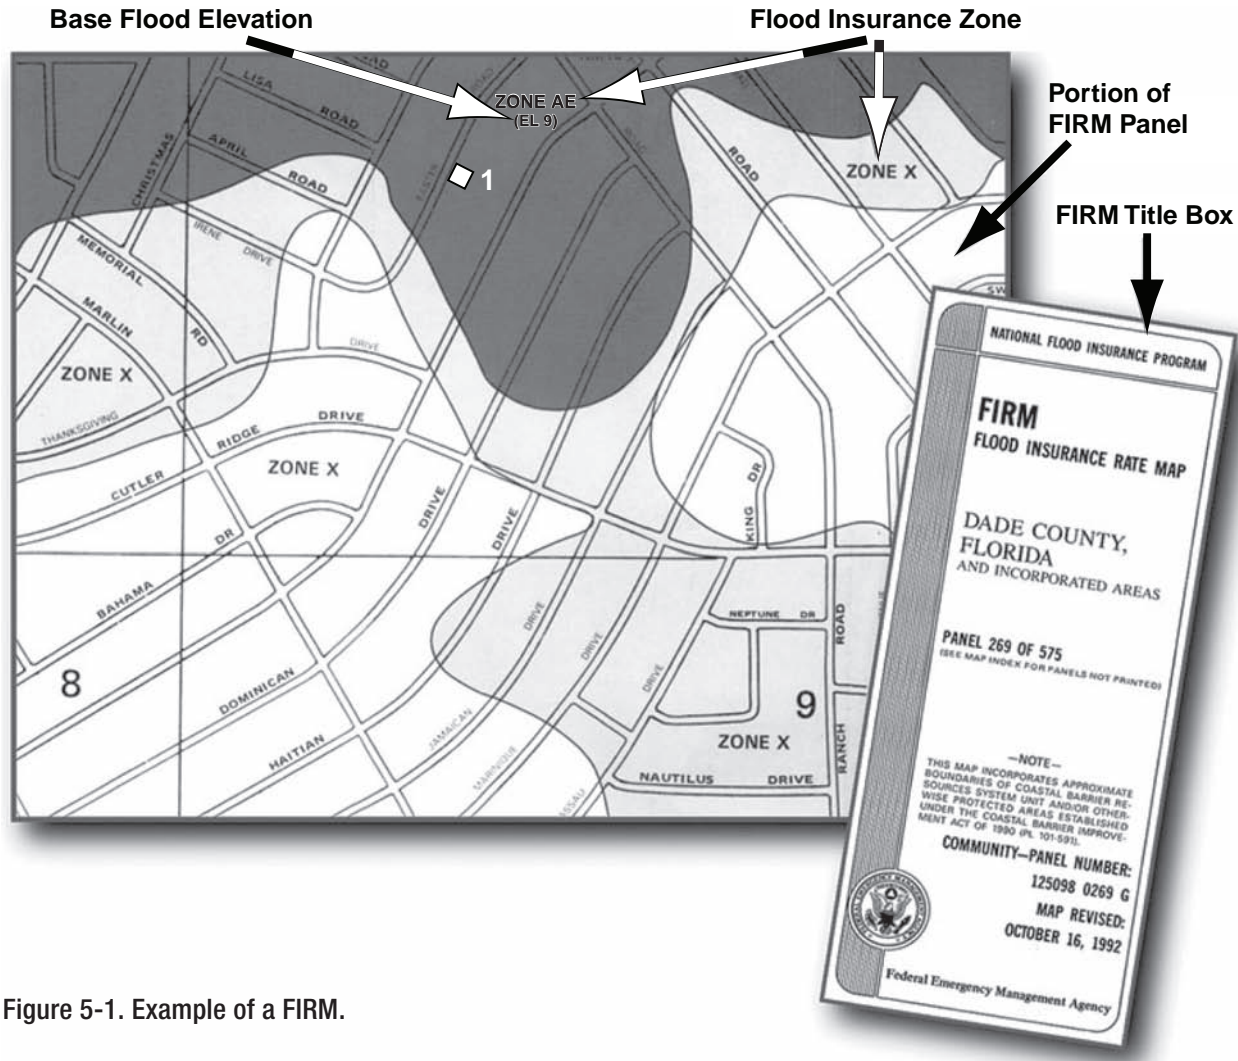 Base Flood Elevation
Flood Insurance Zone
Portion of
FIRM Panel
FIRM Title Box
LISA
ROAD
ROAD
ZONE AE
(EL 9)
1
CHRISTMAS
APRIL
ROAD
ROAD
ZONE X
IRENE
DRIVE
MEMORIAL
RD
MARLIN
DRIVE
ZONE X
THANKSGIVING
CUTLER
RIDGE
DRIVE
ZONE X
DR
BAHAMA
DRIVE
DRIVE
KING DR
8
DOMINICAN
HAITIAN
JAMAICAN
DRIVE
DRIVE
DRIVE
NEPTUNE DR
ROAD
RANCH
9
ZONE X
NAUTILUS DRIVE
SW
NATIONAL FLOOD INSURANCE PROGRAM
FIRM
FLOOD INSURANCE RATE MAP
DADE COUNTY,
FLORIDA
AND INCORPORATED AREAS
PANEL 269 OF 575
(SEE MAP INDEX FOR PANELS NOT PRINTED)
—NOTE—
THIS MAP INCORPORATES APPROXIMATE
BOUNDARIES OF COASTAL BARRIER RE-
SOURCES SYSTEM UNIT AND/OR OTHER-
WISE PROTECTED AREAS ESTABLISHED
UNDER THE COASTAL BARRIER IMPROVE-
MENT ACT OF 1990 (PL 101-591).
COMMUNITY—PANEL NUMBER:
125098 0269 G
MAP REVISED:
OCTOBER 16, 1992
Federal Emergency Management Agency
Figure 5-1. Example of a FIRM.